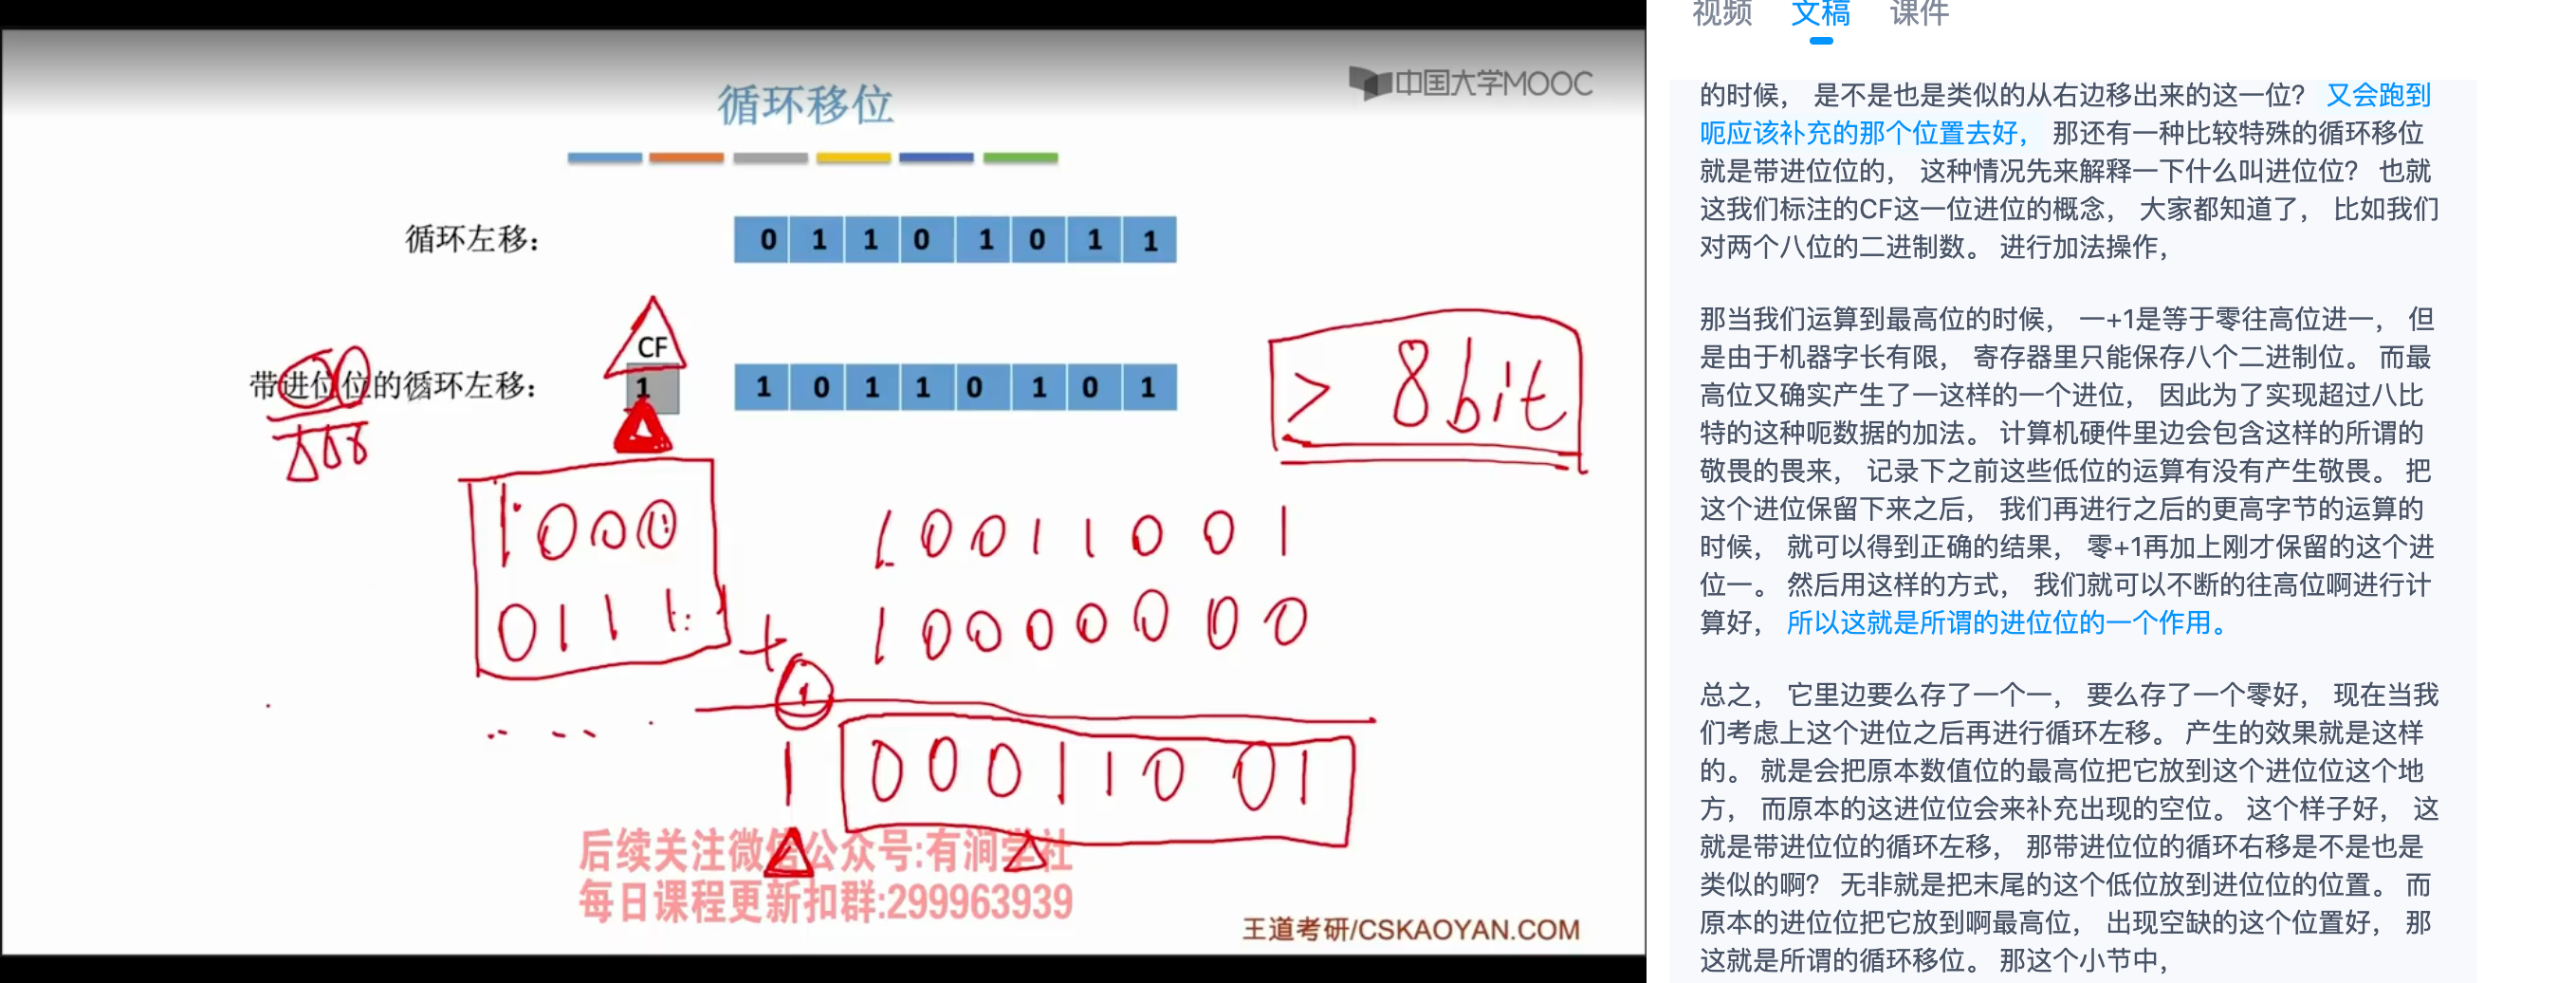 中国大学MOOC
循环移位
循环左移：
0 1 1 0 1 0 1 1
CF
带进位位的循环左移：
1
1 0 1 1 0 1 0 1
> 8bit
1000
10011001
0111
+ 10000000
1
1 00011001
后续关注微信公众号:有涧学社
每日课程更新扣群:299963939
王道考研/CSKAOYAN.COM
视频 文稿 课件
的时候， 是不是也是类似的从右边移出来的这一位？ 又会跑到
呃应该补充的那个位置去好， 那还有一种比较特殊的循环移位
就是带进位位的， 这种情况先来解释一下什么叫进位位？ 也就
这我们标注的CF这一位进位的概念， 大家都知道了， 比如我们
对两个八位的二进制数。 进行加法操作，
那当我们运算到最高位的时候， 一+1是等于零往高位进一， 但
是由于机器字长有限， 寄存器里只能保存八个二进制位。 而最
高位又确实产生了一这样的一个进位， 因此为了实现超过八比
特的这种呃数据的加法。 计算机硬件里边会包含这样的所谓的
敬畏的畏来， 记录下之前这些低位的运算有没有产生敬畏。 把
这个进位保留下来之后， 我们再进行之后的更高字节的运算的
时候， 就可以得到正确的结果， 零+1再加上刚才保留的这个进
位一。 然后用这样的方式， 我们就可以不断的往高位啊进行计
算好， 所以这就是所谓的进位位的一个作用。
总之， 它里边要么存了一个一， 要么存了一个零好， 现在当我
们考虑上这个进位之后再进行循环左移。 产生的效果就是这样
的。 就是会把原本数值位的最高位把它放到这个进位位这个地
方， 而原本的这进位位会来补充出现的空位。 这个样子好， 这
就是带进位位的循环左移， 那带进位位的循环右移是不是也是
类似的啊？ 无非就是把末尾的这个低位放到进位位的位置。 而
原本的进位位把它放到啊最高位， 出现空缺的这个位置好， 那
这就是所谓的循环移位。 那这个小节中，